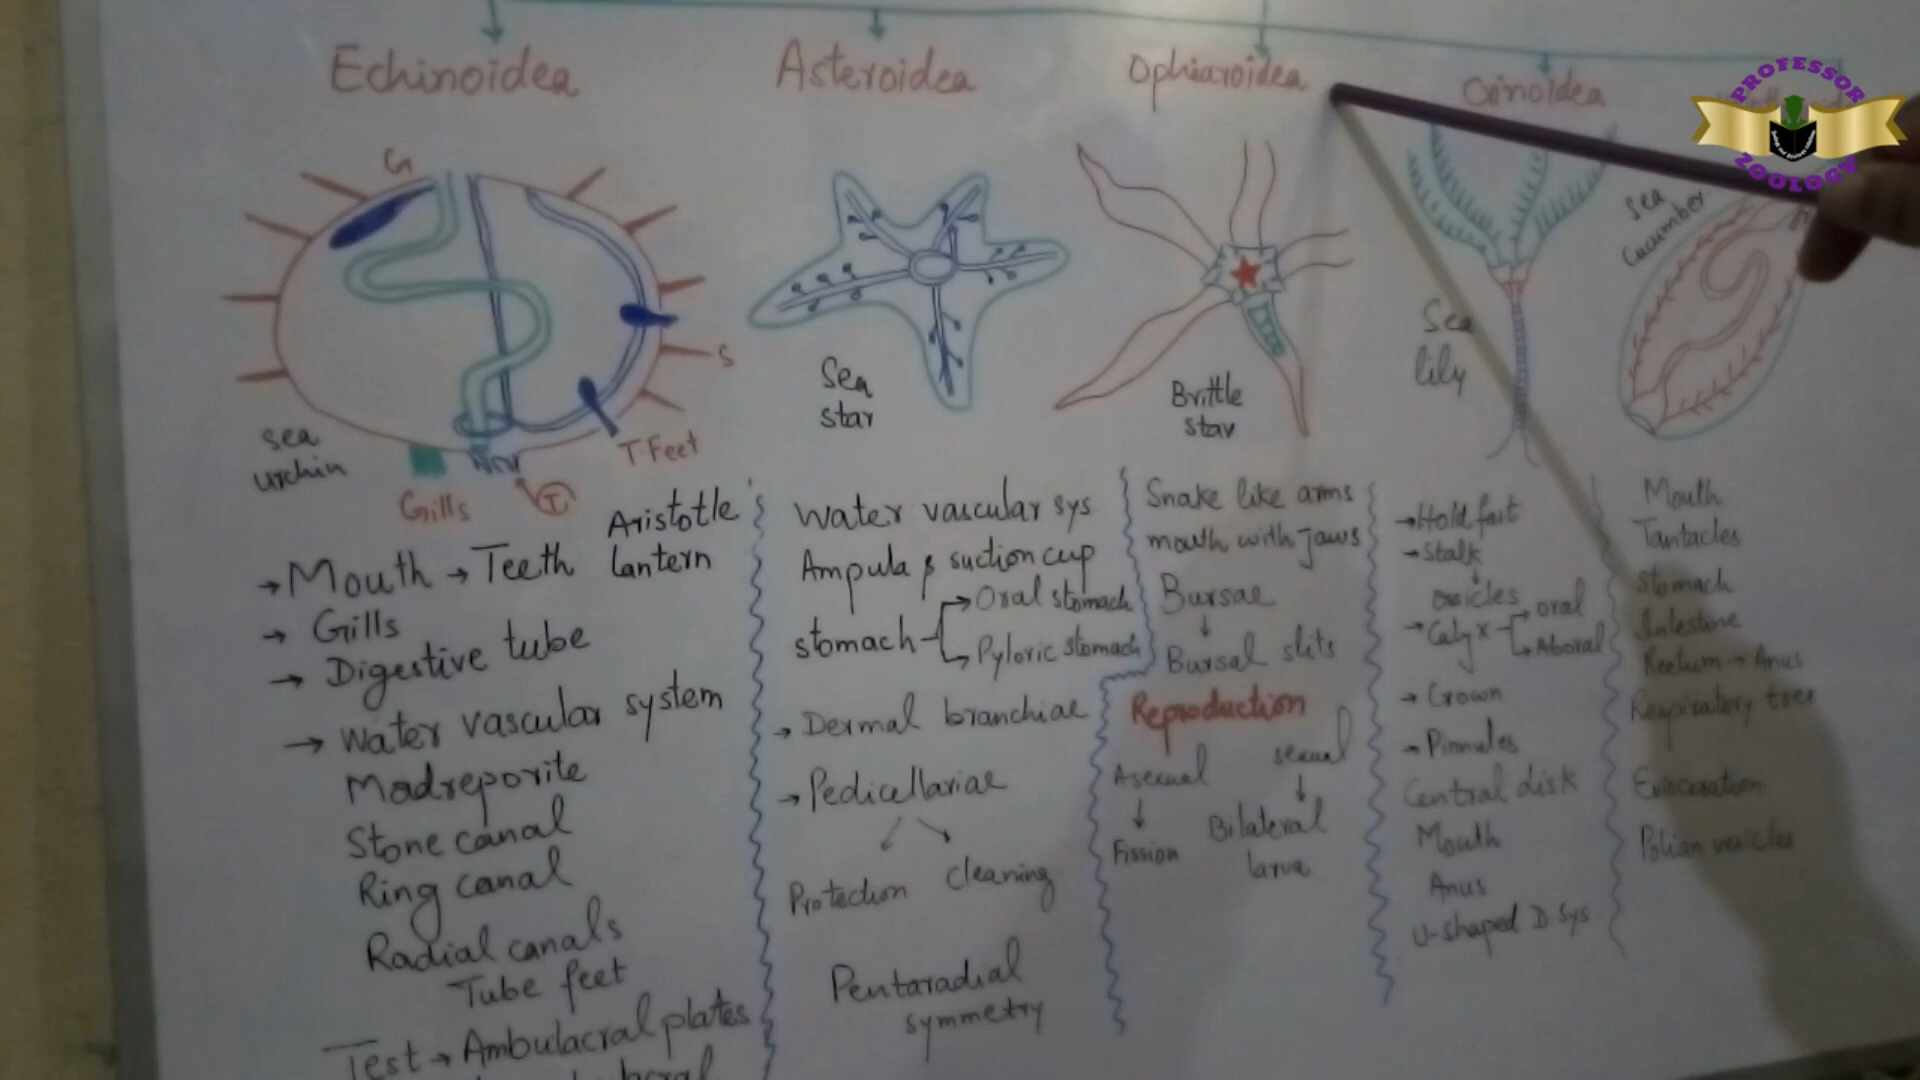 Echinoidea
Asteroidea
Ophiaroidea
Crinoidea
PROFESSOR
ZOOLOGY
G
S
T.Feet
sea
urchin
Gills
Aristotle
lantern
→ Mouth → Teeth
→ Gills
→ Digestive tube
→ Water vascular system
Madreporite
Stone canal
Ring canal
Radial canals
Tube feet
Test → Ambulacral plates
Sea
star
Water vascular sys
Ampula & suction cup
stomach
Oral stomach
Pyloric stomach
→ Dermal branchiae
→ Pedicellariae
Protection
cleaning
Pentaradial
symmetry
Brittle
star
Snake like arms
mouth with Jaws
Bursae
Bursal slits
Reproduction
Asexual
sexual
Fission
Bilateral
larva
Sea
lily
→ Hold fast
→ Stalk
ossicles
→ Calyx
oral
Aboral
→ Crown
→ Pinnules
Central disk
Mouth
Anus
U-shaped D.Sys
Sea
Cucumber
Mouth
Tantacles
Stomach
Intestine
Rectum → Anus
Respiratory tree
Evisceration
Polian vesicles